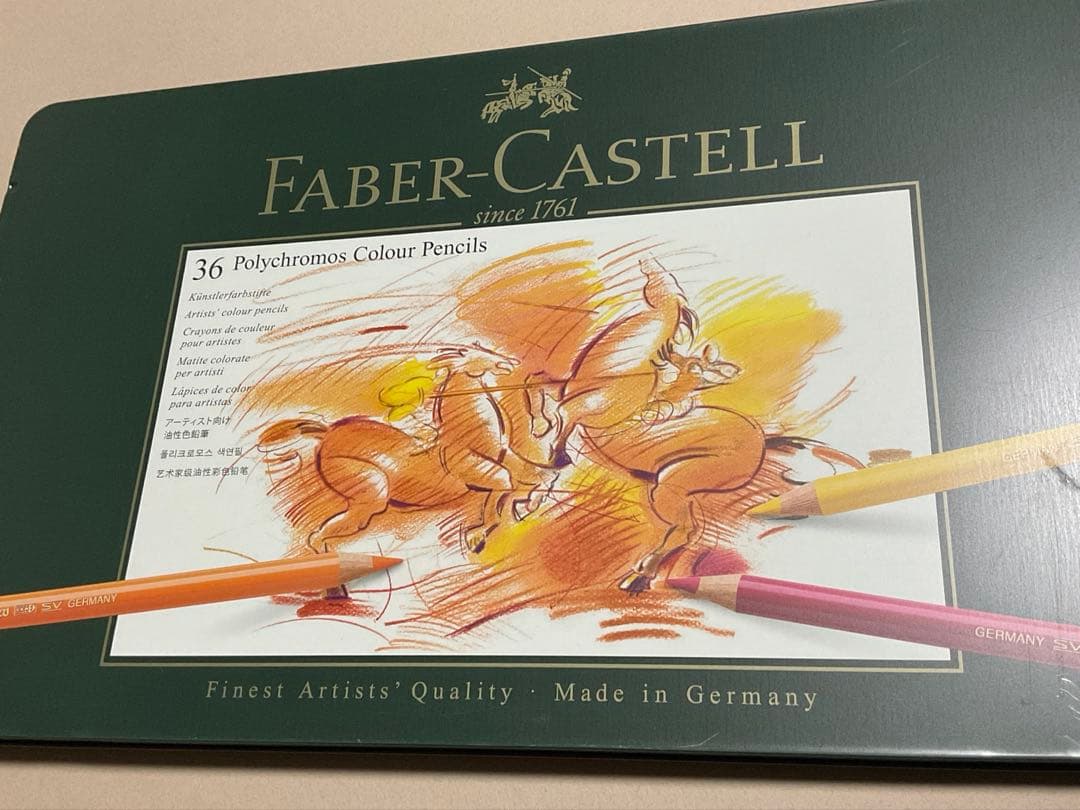 FABER-CASTELL
since 1761
36 Polychromos Colour Pencils
Künstlerfarbstifte
Artists' colour pencils
Crayons de couleur
pour artistes
Matite colorate
per artisti
Lápices de color
para artistas
アーティスト向け
油性色鉛筆
폴리크로모스 색연필
艺术家级油性彩色铅笔
SV GERMANY
GERMANY SV
Finest Artists' Quality · Made in Germany